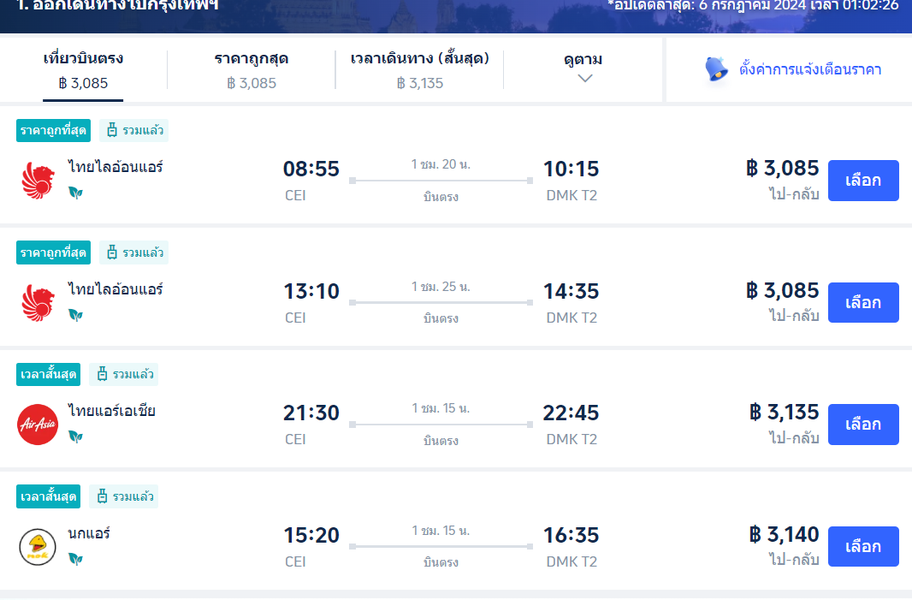 1. ออกเดินทางไปกรุงเทพฯ
*อัปเดตล่าสุด: 6 กรกฎาคม 2024 เวลา 01:02:26
เที่ยวบินตรง
฿ 3,085
ราคาถูกสุด
฿ 3,085
เวลาเดินทาง (สั้นสุด)
฿ 3,135
ดูตาม
ตั้งค่าการแจ้งเตือนราคา
ราคาถูกที่สุด รวมแล้ว
ไทยไลอ้อนแอร์
08:55 1 ชม. 20 น. 10:15
CEI บินตรง DMK T2
฿ 3,085
ไป-กลับ
เลือก
ราคาถูกที่สุด รวมแล้ว
ไทยไลอ้อนแอร์
13:10 1 ชม. 25 น. 14:35
CEI บินตรง DMK T2
฿ 3,085
ไป-กลับ
เลือก
เวลาสั้นสุด รวมแล้ว
AirAsia ไทยแอร์เอเชีย
21:30 1 ชม. 15 น. 22:45
CEI บินตรง DMK T2
฿ 3,135
ไป-กลับ
เลือก
เวลาสั้นสุด รวมแล้ว
นกแอร์
15:20 1 ชม. 15 น. 16:35
CEI บินตรง DMK T2
฿ 3,140
ไป-กลับ
เลือก